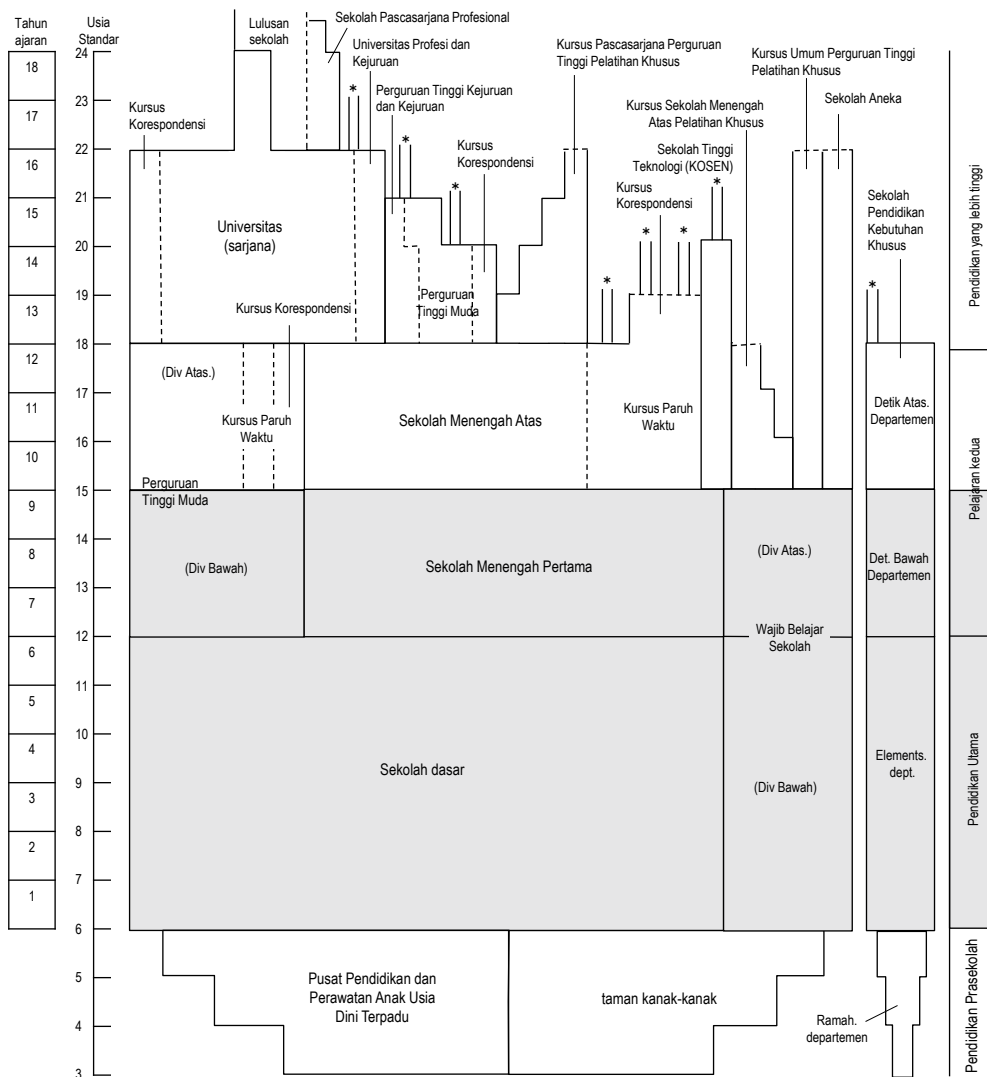 Tahun
ajaran
Usia
Standar
Lulusan
sekolah
Sekolah Pascasarjana Profesional
Universitas Profesi dan
Kejuruan
Perguruan Tinggi Kejuruan
dan Kejuruan
Kursus
Korespondensi
Kursus Pascasarjana Perguruan
Tinggi Pelatihan Khusus
Kursus Umum Perguruan Tinggi
Pelatihan Khusus
Sekolah Aneka
Kursus Sekolah Menengah
Atas Pelatihan Khusus
Kursus
Korespondensi
Sekolah Tinggi
Teknologi (KOSEN)
Kursus
Korespondensi
Sekolah
Pendidikan
Kebutuhan
Khusus
Universitas
(sarjana)
Perguruan
Tinggi Muda
Kursus Korespondensi
* * * * * * * *
18
17
16
15
14
13
12
11
10
9
8
7
6
5
4
3
2
1
24
23
22
21
20
19
18
17
16
15
14
13
12
11
10
9
8
7
6
5
4
3
(Div Atas.)
Kursus Paruh
Waktu
Sekolah Menengah Atas
Kursus Paruh
Waktu
Detik Atas.
Departemen
Perguruan
Tinggi Muda
(Div Bawah)
Sekolah Menengah Pertama
(Div Atas.)
Det. Bawah
Departemen
Wajib Belajar
Sekolah
Sekolah dasar
(Div Bawah)
Elements.
dept.
Pusat Pendidikan dan
Perawatan Anak Usia
Dini Terpadu
taman kanak-kanak
Ramah.
departemen
Pendidikan yang lebih tinggi
Pelajaran kedua
Pendidikan Utama
Pendidikan Prasekolah